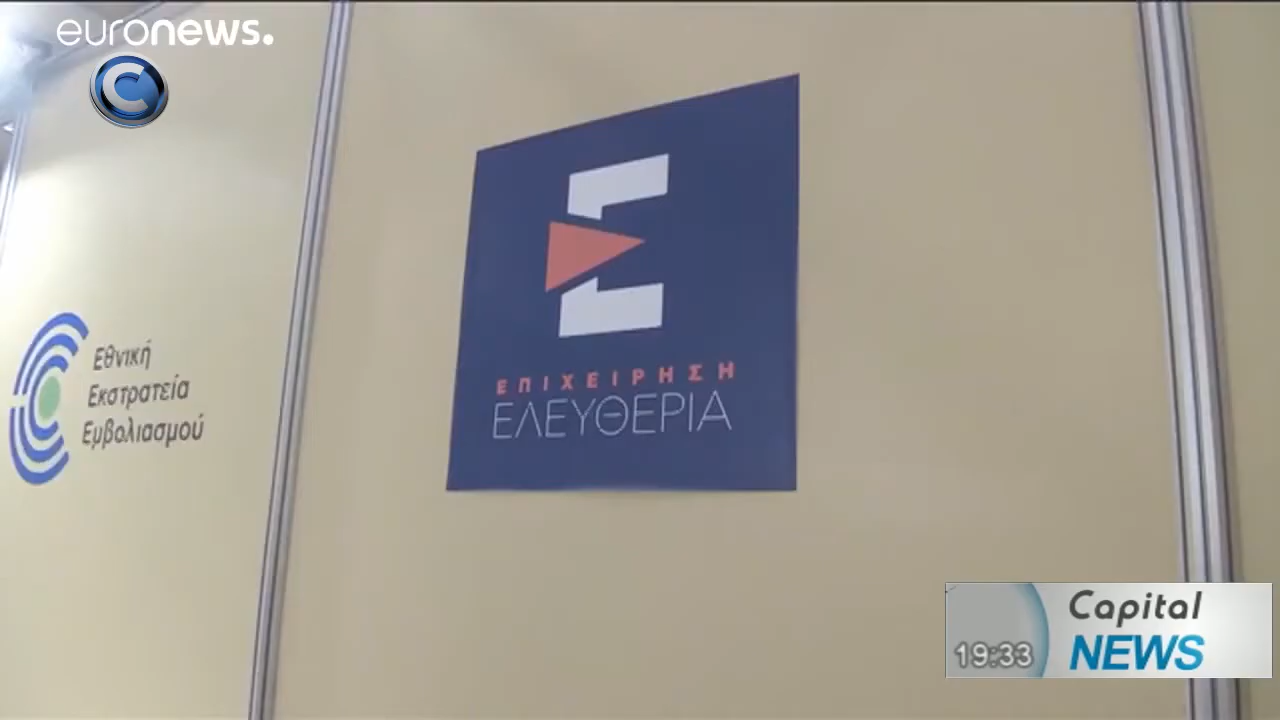 euronews.
C
Ε
ΕΠΙΧΕΙΡΗΣΗ
ΕΛΕΥΘΕΡΙΑ
Εθνική
Εκστρατεία
Εμβολιασμού
Capital
NEWS
19:33